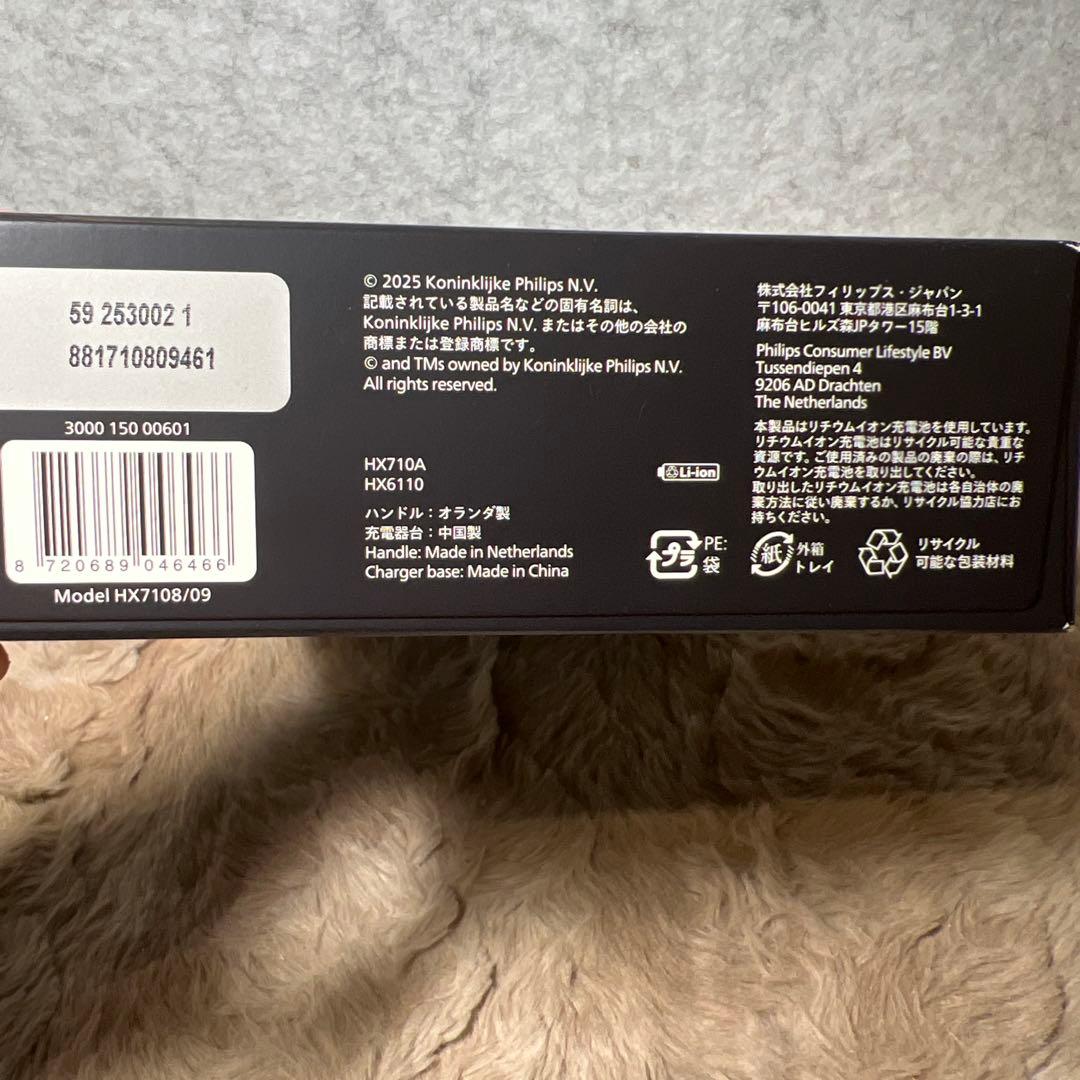 59 253002 1
881710809461
3000 150 00601
8 720689 046466
Model HX7108/09
© 2025 Koninklijke Philips N.V.
記載されている製品名などの固有名詞は、
Koninklijke Philips N.V. またはその他の会社の
商標または登録商標です。
© and TMs owned by Koninklijke Philips N.V.
All rights reserved.
HX710A
HX6110
ハンドル：オランダ製
充電器台：中国製
Handle: Made in Netherlands
Charger base: Made in China
株式会社フィリップス・ジャパン
〒106-0041 東京都港区麻布台1-3-1
麻布台ヒルズ森JPタワー15階
Philips Consumer Lifestyle BV
Tussendiepen 4
9206 AD Drachten
The Netherlands
本製品はリチウムイオン充電池を使用しています。
リチウムイオン充電池はリサイクル可能な貴重な
資源です。ご使用済みの製品の廃棄の際は、リチ
ウムイオン充電池を取り出してください。
取り出したリチウムイオン充電池は各自治体の廃
棄方法に従い廃棄するか、リサイクル協力店にお
持ちください。
Li-ion
プラ
PE:
袋
紙
外箱
トレイ
リサイクル
可能な包装材料